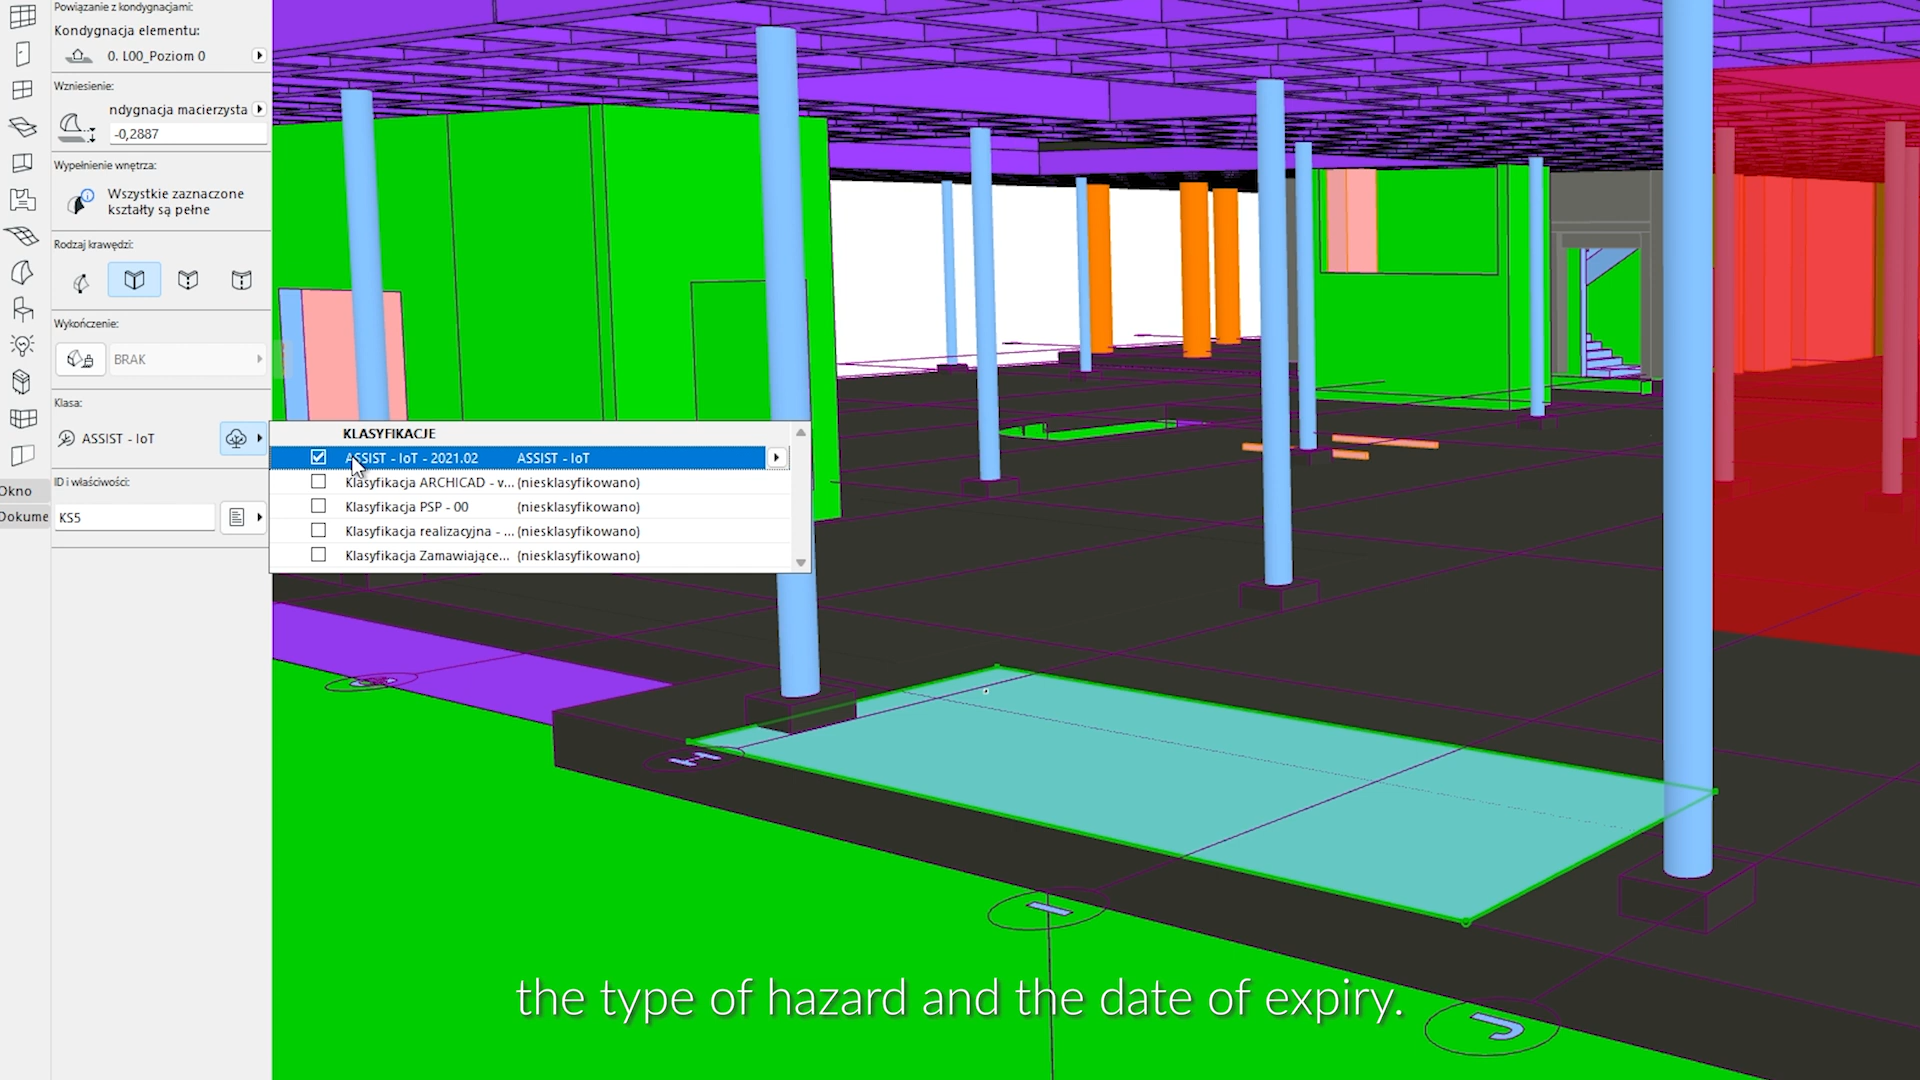 Powiązanie z kondygnacjami:
Kondygnacja elementu:
0. L00_Poziom 0
Wzniesienie:
ndygnacja macierzysta
-0,2887
Wypełnienie wnętrza:
Wszystkie zaznaczone
kształty są pełne
Rodzaj krawędzi:
Wykończenie:
BRAK
Klasa:
ASSIST - IoT
KLASYFIKACJE
ASSIST - IoT - 2021.02 ASSIST - IoT
Klasyfikacja ARCHICAD - v... (niesklasyfikowano)
Klasyfikacja PSP - 00 (niesklasyfikowano)
Klasyfikacja realizacyjna - ... (niesklasyfikowano)
Klasyfikacja Zamawiające... (niesklasyfikowano)
ID i właściwości:
Okno
Dokume
KS5
H
I
J
the type of hazard and the date of expiry.